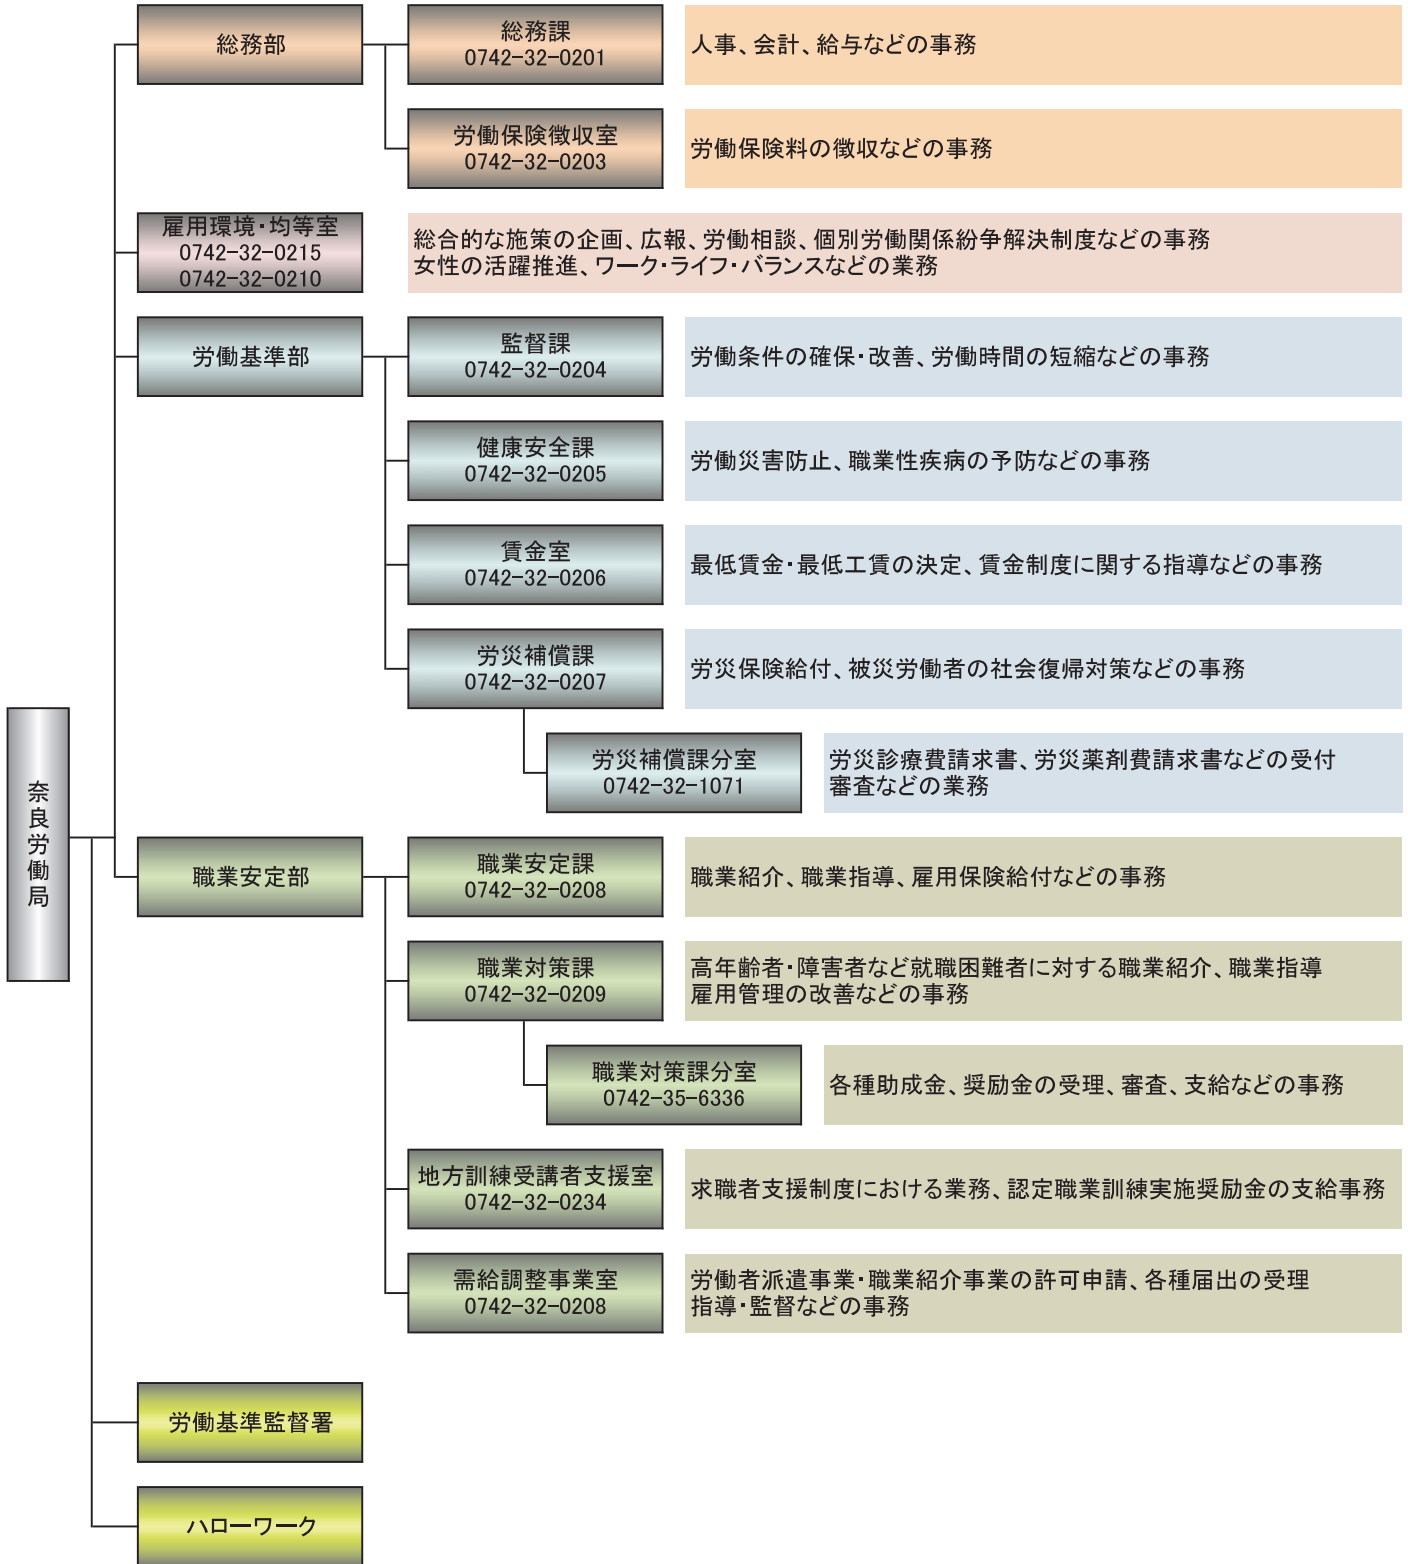 総務部
総務課
0742-32-0201
人事、会計、給与などの事務
労働保険徴収室
0742-32-0203
労働保険料の徴収などの事務
雇用環境・均等室
0742-32-0215
0742-32-0210
総合的な施策の企画、広報、労働相談、個別労働関係紛争解決制度などの事務
女性の活躍推進、ワーク・ライフ・バランスなどの業務
労働基準部
監督課
0742-32-0204
労働条件の確保・改善、労働時間の短縮などの事務
健康安全課
0742-32-0205
労働災害防止、職業性疾病の予防などの事務
賃金室
0742-32-0206
最低賃金・最低工賃の決定、賃金制度に関する指導などの事務
労災補償課
0742-32-0207
労災保険給付、被災労働者の社会復帰対策などの事務
労災補償課分室
0742-32-1071
労災診療費請求書、労災薬剤費請求書などの受付
審査などの業務
奈良労働局
職業安定部
職業安定課
0742-32-0208
職業紹介、職業指導、雇用保険給付などの事務
職業対策課
0742-32-0209
高年齢者・障害者など就職困難者に対する職業紹介、職業指導
雇用管理の改善などの事務
職業対策課分室
0742-35-6336
各種助成金、奨励金の受理、審査、支給などの事務
地方訓練受講者支援室
0742-32-0234
求職者支援制度における業務、認定職業訓練実施奨励金の支給事務
需給調整事業室
0742-32-0208
労働者派遣事業・職業紹介事業の許可申請、各種届出の受理
指導・監督などの事務
労働基準監督署
ハローワーク